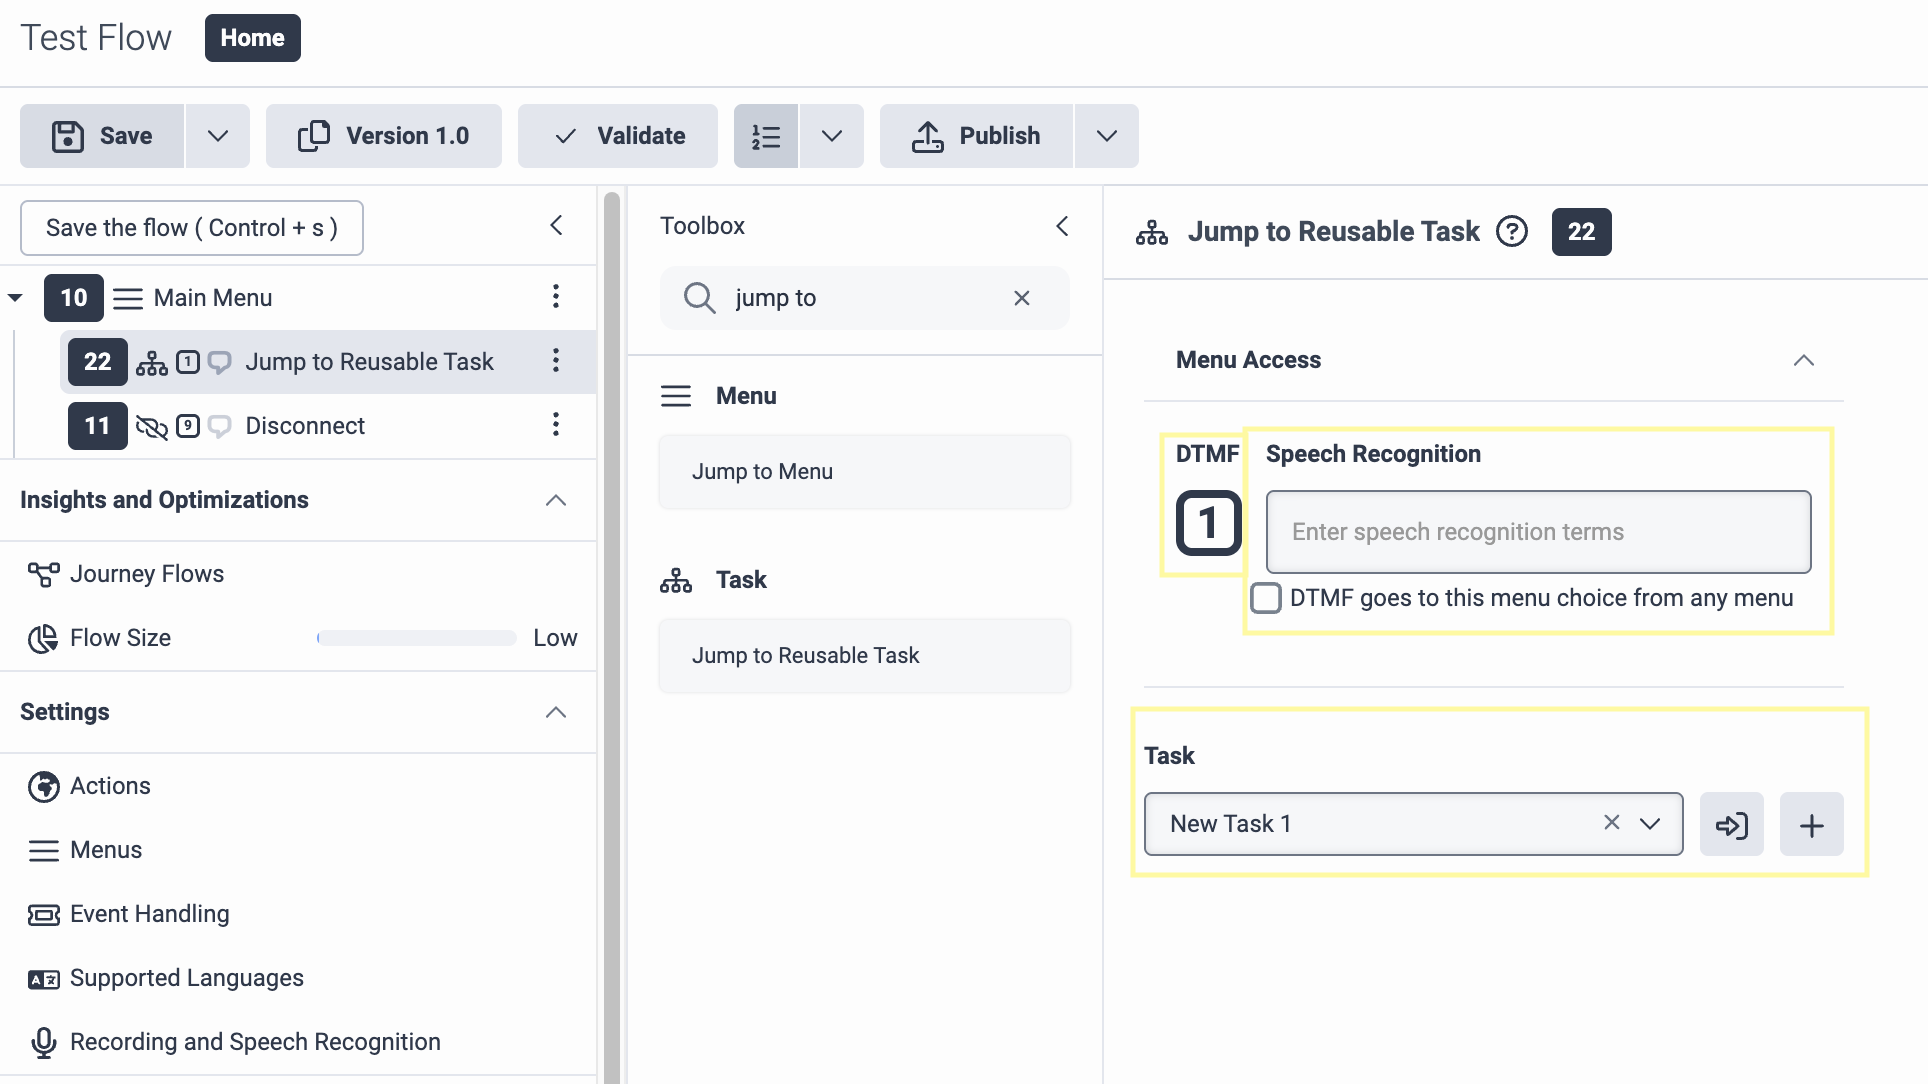 Test Flow Home
Save Version 1.0 Validate Publish
Save the flow ( Control + s )
10 Main Menu
22 1 Jump to Reusable Task
11 9 Disconnect
Insights and Optimizations
Journey Flows
Flow Size Low
Settings
Actions
Menus
Event Handling
Supported Languages
Recording and Speech Recognition
Toolbox
jump to
Menu
Jump to Menu
Task
Jump to Reusable Task
Jump to Reusable Task ? 22
Menu Access
DTMF Speech Recognition
1 Enter speech recognition terms
DTMF goes to this menu choice from any menu
Task
New Task 1